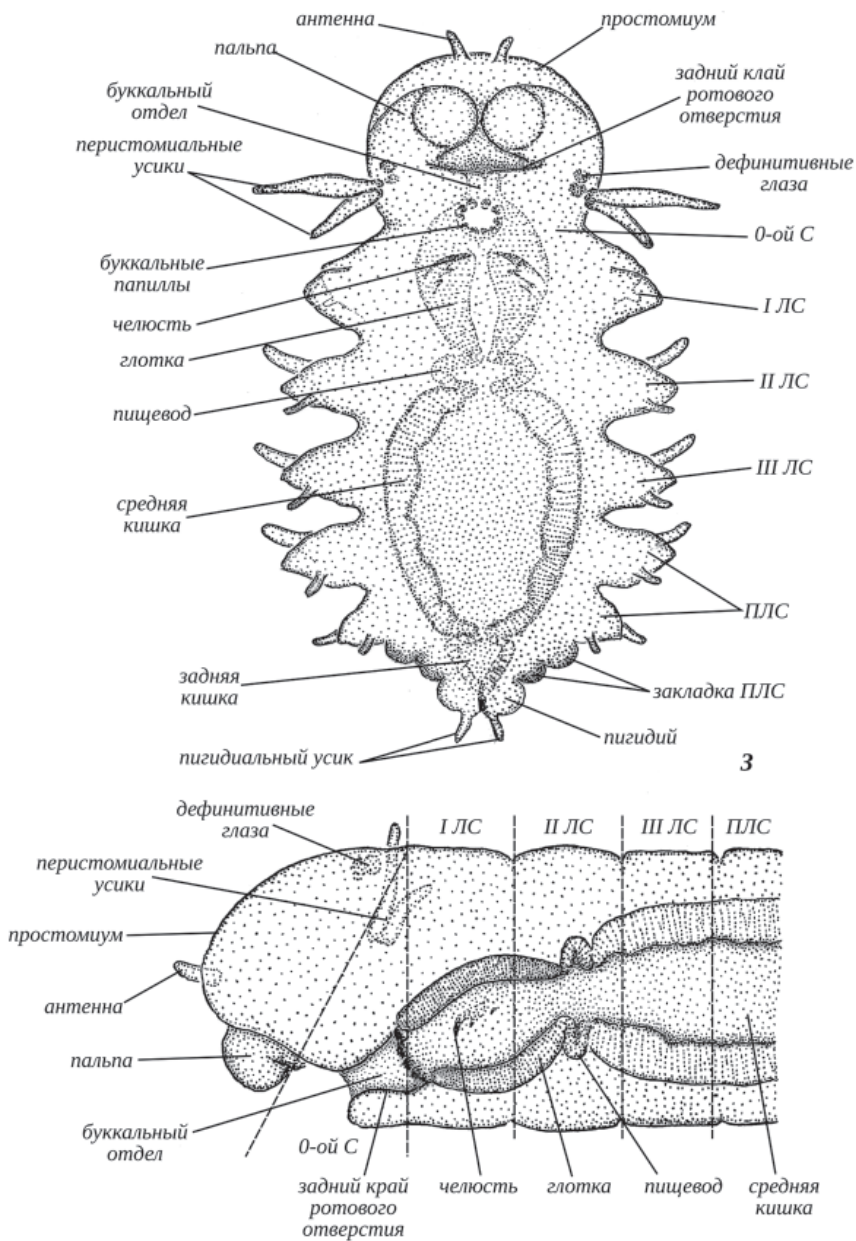 антенна
простомиум
пальпа
задний клай
ротового
отверстия
буккальный
отдел
перистомиальные
усики
дефинитивные
глаза
0-ой С
буккальные
папиллы
I ЛС
челюсть
глотка
II ЛС
пищевод
III ЛС
средняя
кишка
ПЛС
задняя
кишка
закладка ПЛС
пигидий
пигидиальный усик
3
дефинитивные
глаза
I ЛС
II ЛС
III ЛС
ПЛС
перистомиальные
усики
простомиум
антенна
пальпа
буккальный
отдел
0-ой С
задний край
ротового
отверстия
челюсть
глотка
пищевод
средняя
кишка